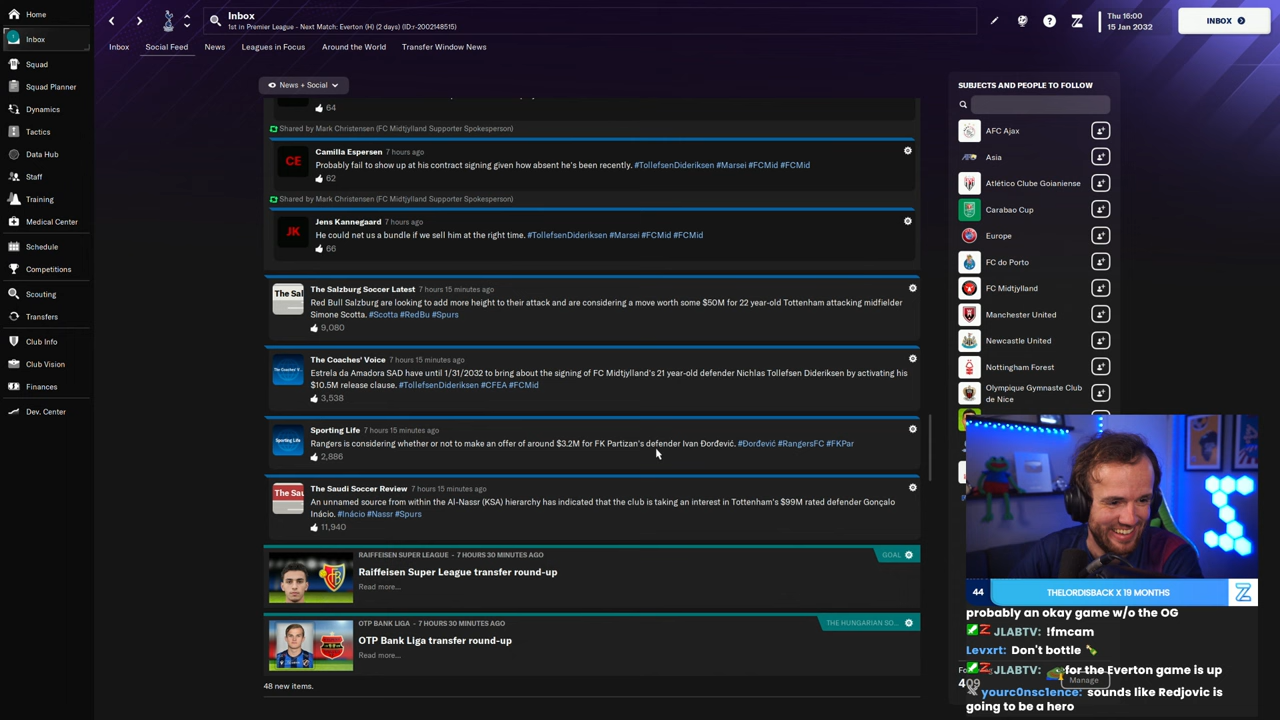 Home
Inbox
Squad
Squad Planner
Dynamics
Tactics
Data Hub
Staff
Training
Medical Center
Schedule
Competitions
Scouting
Transfers
Club Info
Club Vision
Finances
Dev. Center
Inbox
1st in Premier League - Next Match: Everton (H) (2 days) (ID:r-2002148515)
Thu 16:00
15 Jan 2032
INBOX
Inbox Social Feed News Leagues in Focus Around the World Transfer Window News
News + Social
64
Shared by Mark Christensen (FC Midtjylland Supporter Spokesperson)
CE
Camilla Espersen 7 hours ago
Probably fail to show up at his contract signing given how absent he's been recently. #TollefsenDideriksen #Marsei #FCMid #FCMid
62
Shared by Mark Christensen (FC Midtjylland Supporter Spokesperson)
JK
Jens Kannegaard 7 hours ago
He could net us a bundle if we sell him at the right time. #TollefsenDideriksen #Marsei #FCMid #FCMid
66
The Sal
The Salzburg Soccer Latest 7 hours 15 minutes ago
Red Bull Salzburg are looking to add more height to their attack and are considering a move worth some $50M for 22 year-old Tottenham attacking midfielder
Simone Scotta. #Scotta #RedBu #Spurs
9,080
The Coaches' V...
The Coaches' Voice 7 hours 15 minutes ago
Estrela da Amadora SAD have until 1/31/2032 to bring about the signing of FC Midtjylland's 21 year-old defender Nichlas Tollefsen Dideriksen by activating his
$10.5M release clause. #TollefsenDideriksen #CFEA #FCMid
3,538
Sporting Life
Sporting Life 7 hours 15 minutes ago
Rangers is considering whether or not to make an offer of around $3.2M for FK Partizan's defender Ivan Đorđević. #Đorđević #RangersFC #FKPar
2,886
The Sau
The Saudi Soccer Review 7 hours 15 minutes ago
An unnamed source from within the Al-Nassr (KSA) hierarchy has indicated that the club is taking an interest in Tottenham's $99M rated defender Gonçalo
Inácio. #Inácio #Nassr #Spurs
11,940
RAIFFEISEN SUPER LEAGUE - 7 HOURS 30 MINUTES AGO
GOAL
Raiffeisen Super League transfer round-up
Read more...
OTP BANK LIGA - 7 HOURS 30 MINUTES AGO
THE HUNGARIAN SO...
OTP Bank Liga transfer round-up
Read more...
48 new items.
SUBJECTS AND PEOPLE TO FOLLOW
AFC Ajax
Asia
Atlético Clube Goianiense
Carabao Cup
Europe
FC do Porto
FC Midtjylland
Manchester United
Newcastle United
Nottingham Forest
Olympique Gymnaste Club
de Nice
44 THELORDISBACK X 19 MONTHS
probably an okay game w/o the OG
JLABTV: !fmcam
Levxrt: Don't bottle
JLABTV: for the Everton game is up
409
Manage
yourc0nsc1ence: sounds like Redjovic is
going to be a hero